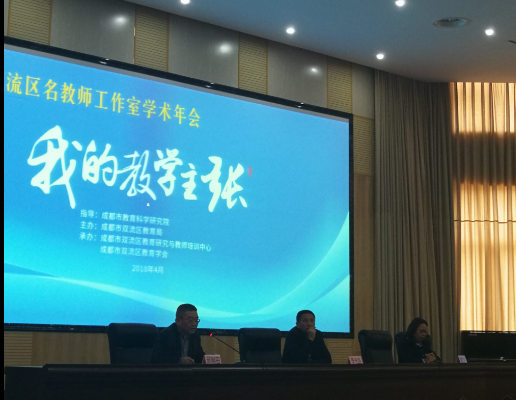 流区名教师工作室学术年会
我的教学主张
指导：成都市教育科学研究院
主办：成都市双流区教育局
承办：成都市双流区教育研究与教师培训中心
成都市双流区教育学会
2018年4月